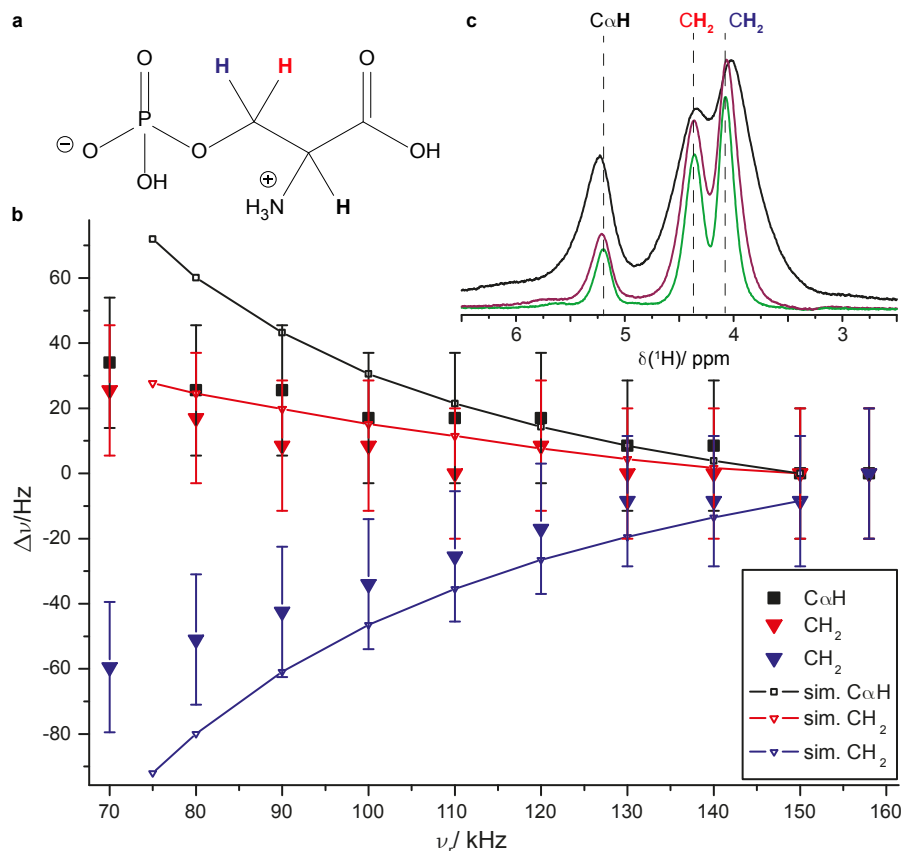 a
O
H
H
O
P
⊖
O
O
OH
OH
⊕
H₃N
H
c
CαH
CH₂
CH₂
6
5
4
3
δ(¹H)/ ppm
b
60
40
20
0
-20
-40
-60
-80
Δν/Hz
CαH
CH₂
CH₂
sim. CαH
sim. CH₂
sim. CH₂
70
80
90
100
110
120
130
140
150
160
νr/ kHz